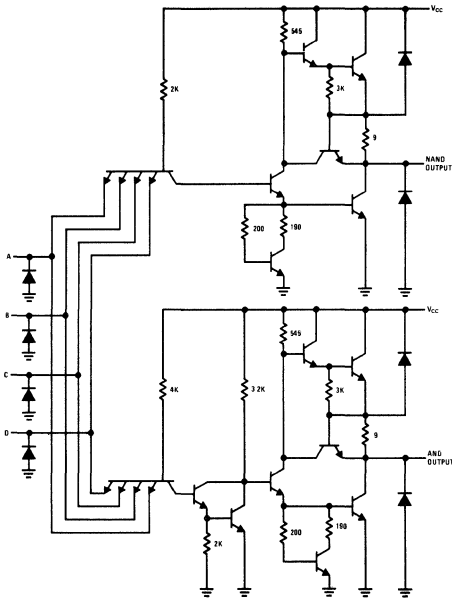 VCC
545
2K
3K
9
NAND
OUTPUT
200
190
A
B
C
D
VCC
545
4K
3 2K
3K
9
AND
OUTPUT
200
190
2K